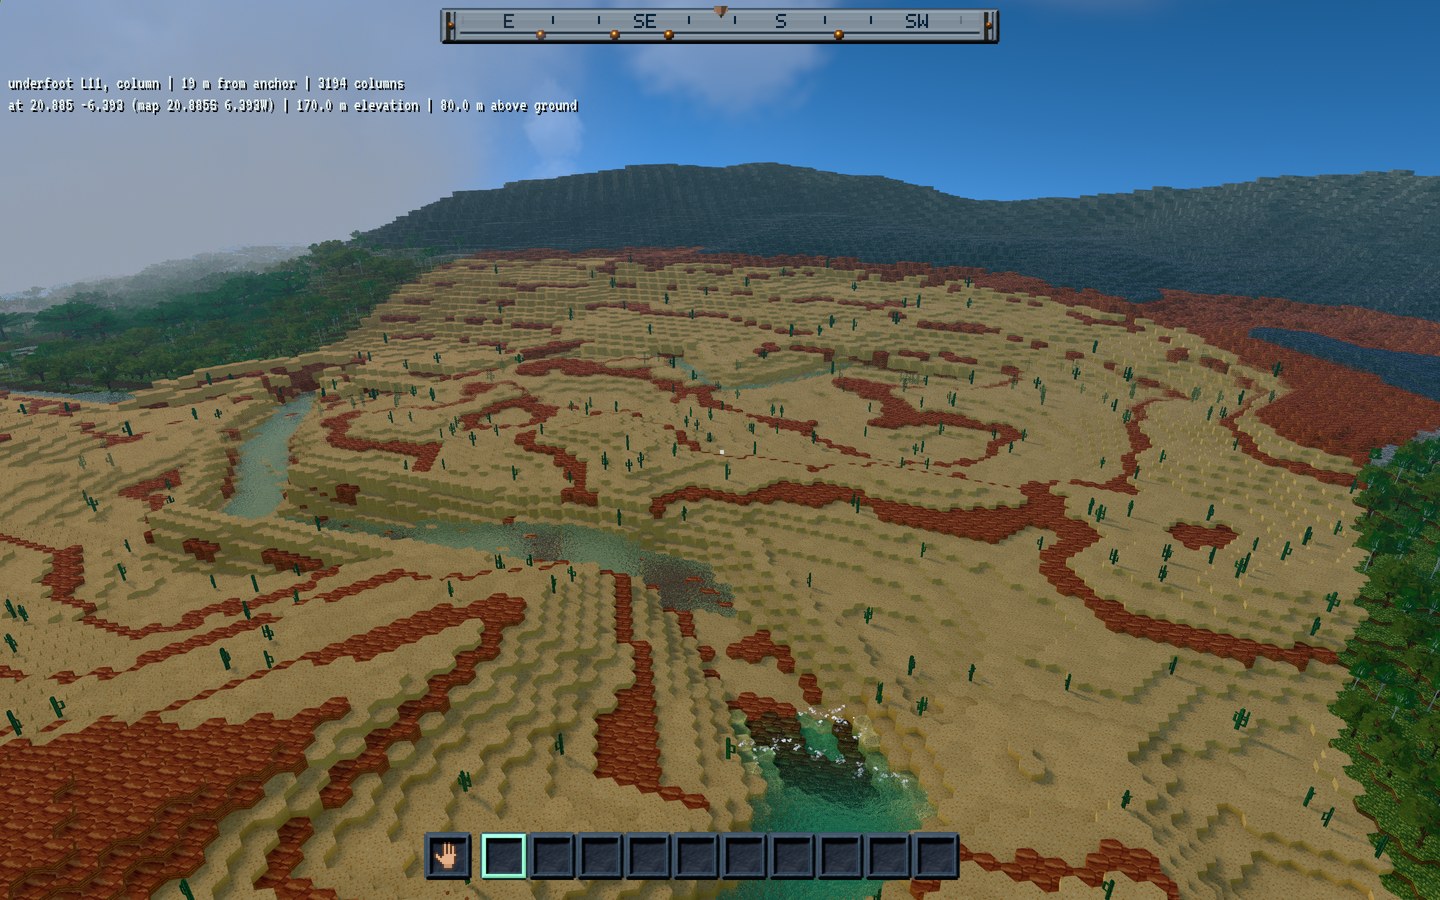 E SE S SW
underfoot L11, column | 19 m from anchor | 3194 columns
at 20.885 -6.393 (map 20.885S 6.393W) | 170.0 m elevation | 80.0 m above ground